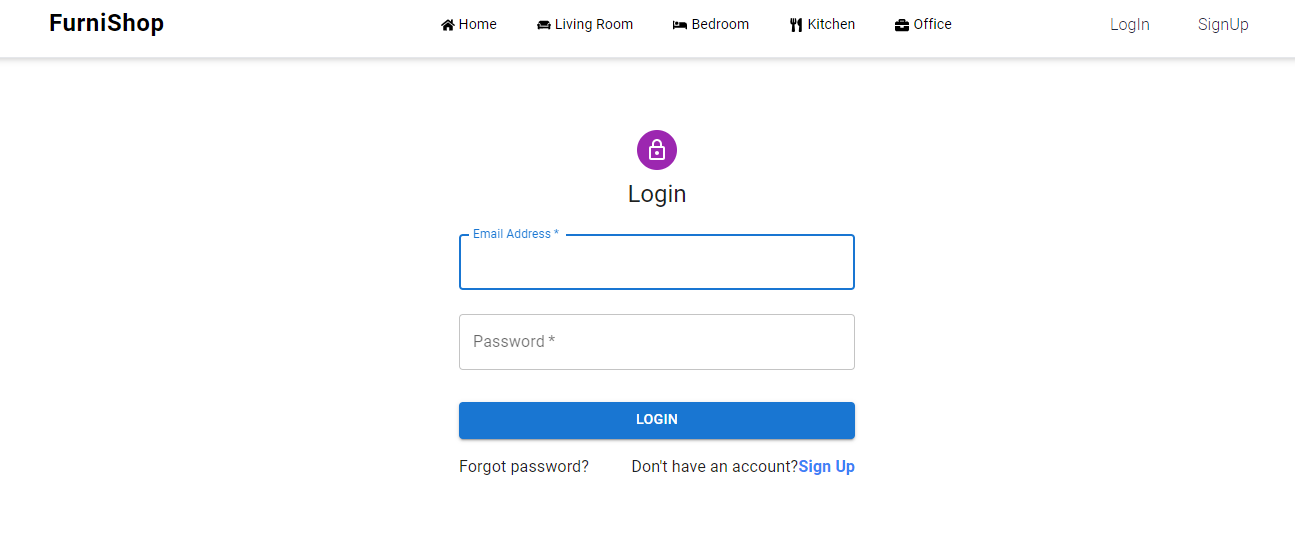 FurniShop Home Living Room Bedroom Kitchen Office LogIn SignUp
Login
Email Address *
Password *
LOGIN
Forgot password? Don't have an account?Sign Up